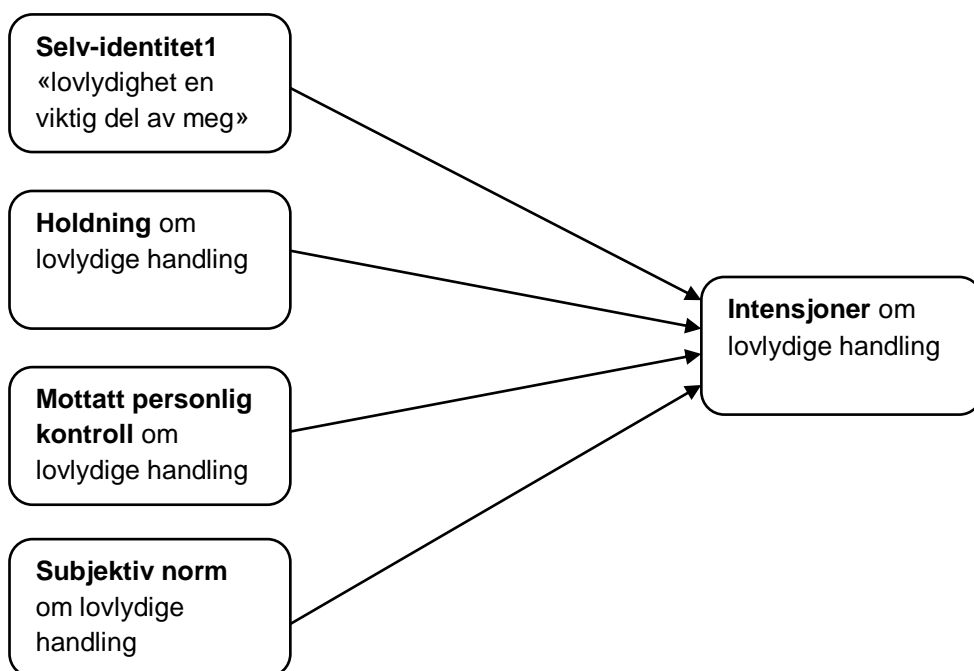 Selv-identitet1
«lovlydighet en
viktig del av meg»
Holdning om
lovlydige handling
Mottatt personlig
kontroll om
lovlydige handling
Subjektiv norm
om lovlydige
handling
Intensjoner om
lovlydige handling